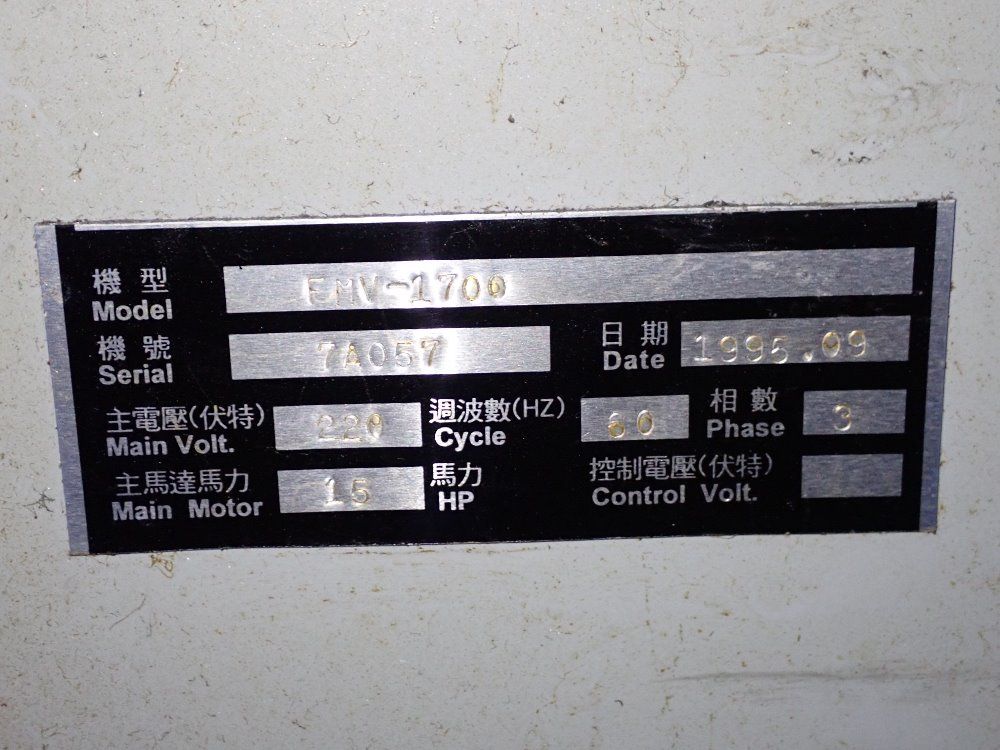 機型 FMV-1700
Model
機號 7A057 日期 1995.09
Serial Date
主電壓(伏特) 220 週波數(HZ) 60 相數 3
Main Volt. Cycle Phase
主馬達馬力 15 馬力 控制電壓(伏特)
Main Motor HP Control Volt.